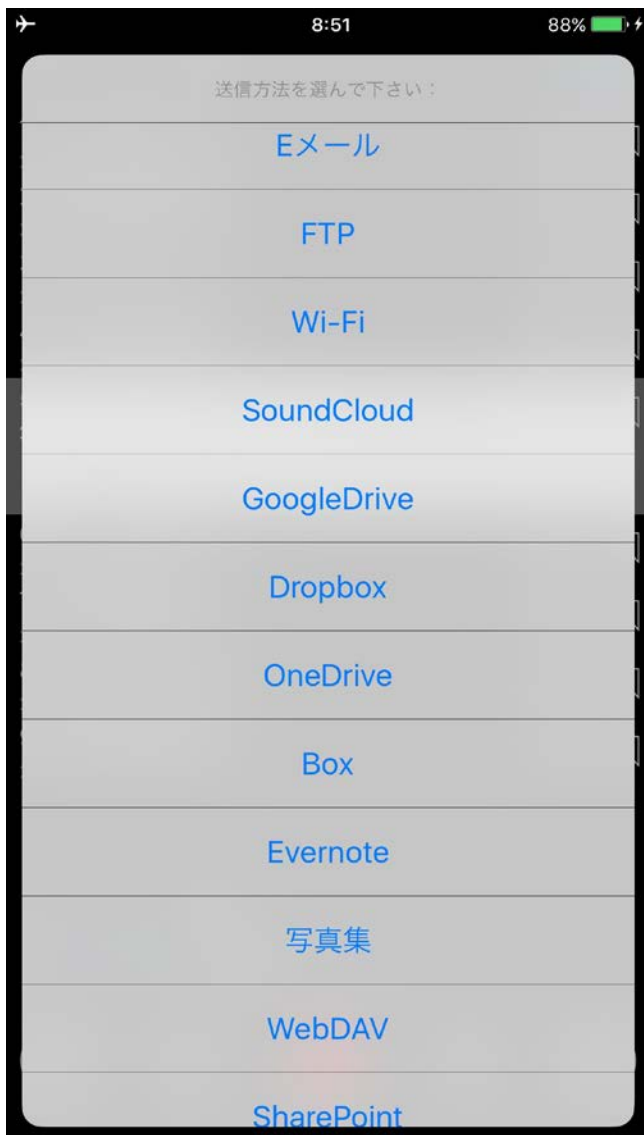 8:51
88%
送信方法を選んで下さい：
Eメール
FTP
Wi-Fi
SoundCloud
GoogleDrive
Dropbox
OneDrive
Box
Evernote
写真集
WebDAV
SharePoint